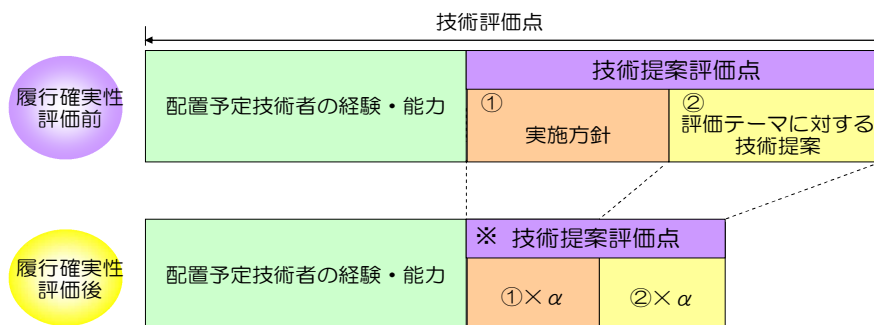 技術評価点
履行確実性
評価前
配置予定技術者の経験・能力
技術提案評価点
①
実施方針
②
評価テーマに対する
技術提案
履行確実性
評価後
配置予定技術者の経験・能力
※ 技術提案評価点
①×α
②×α